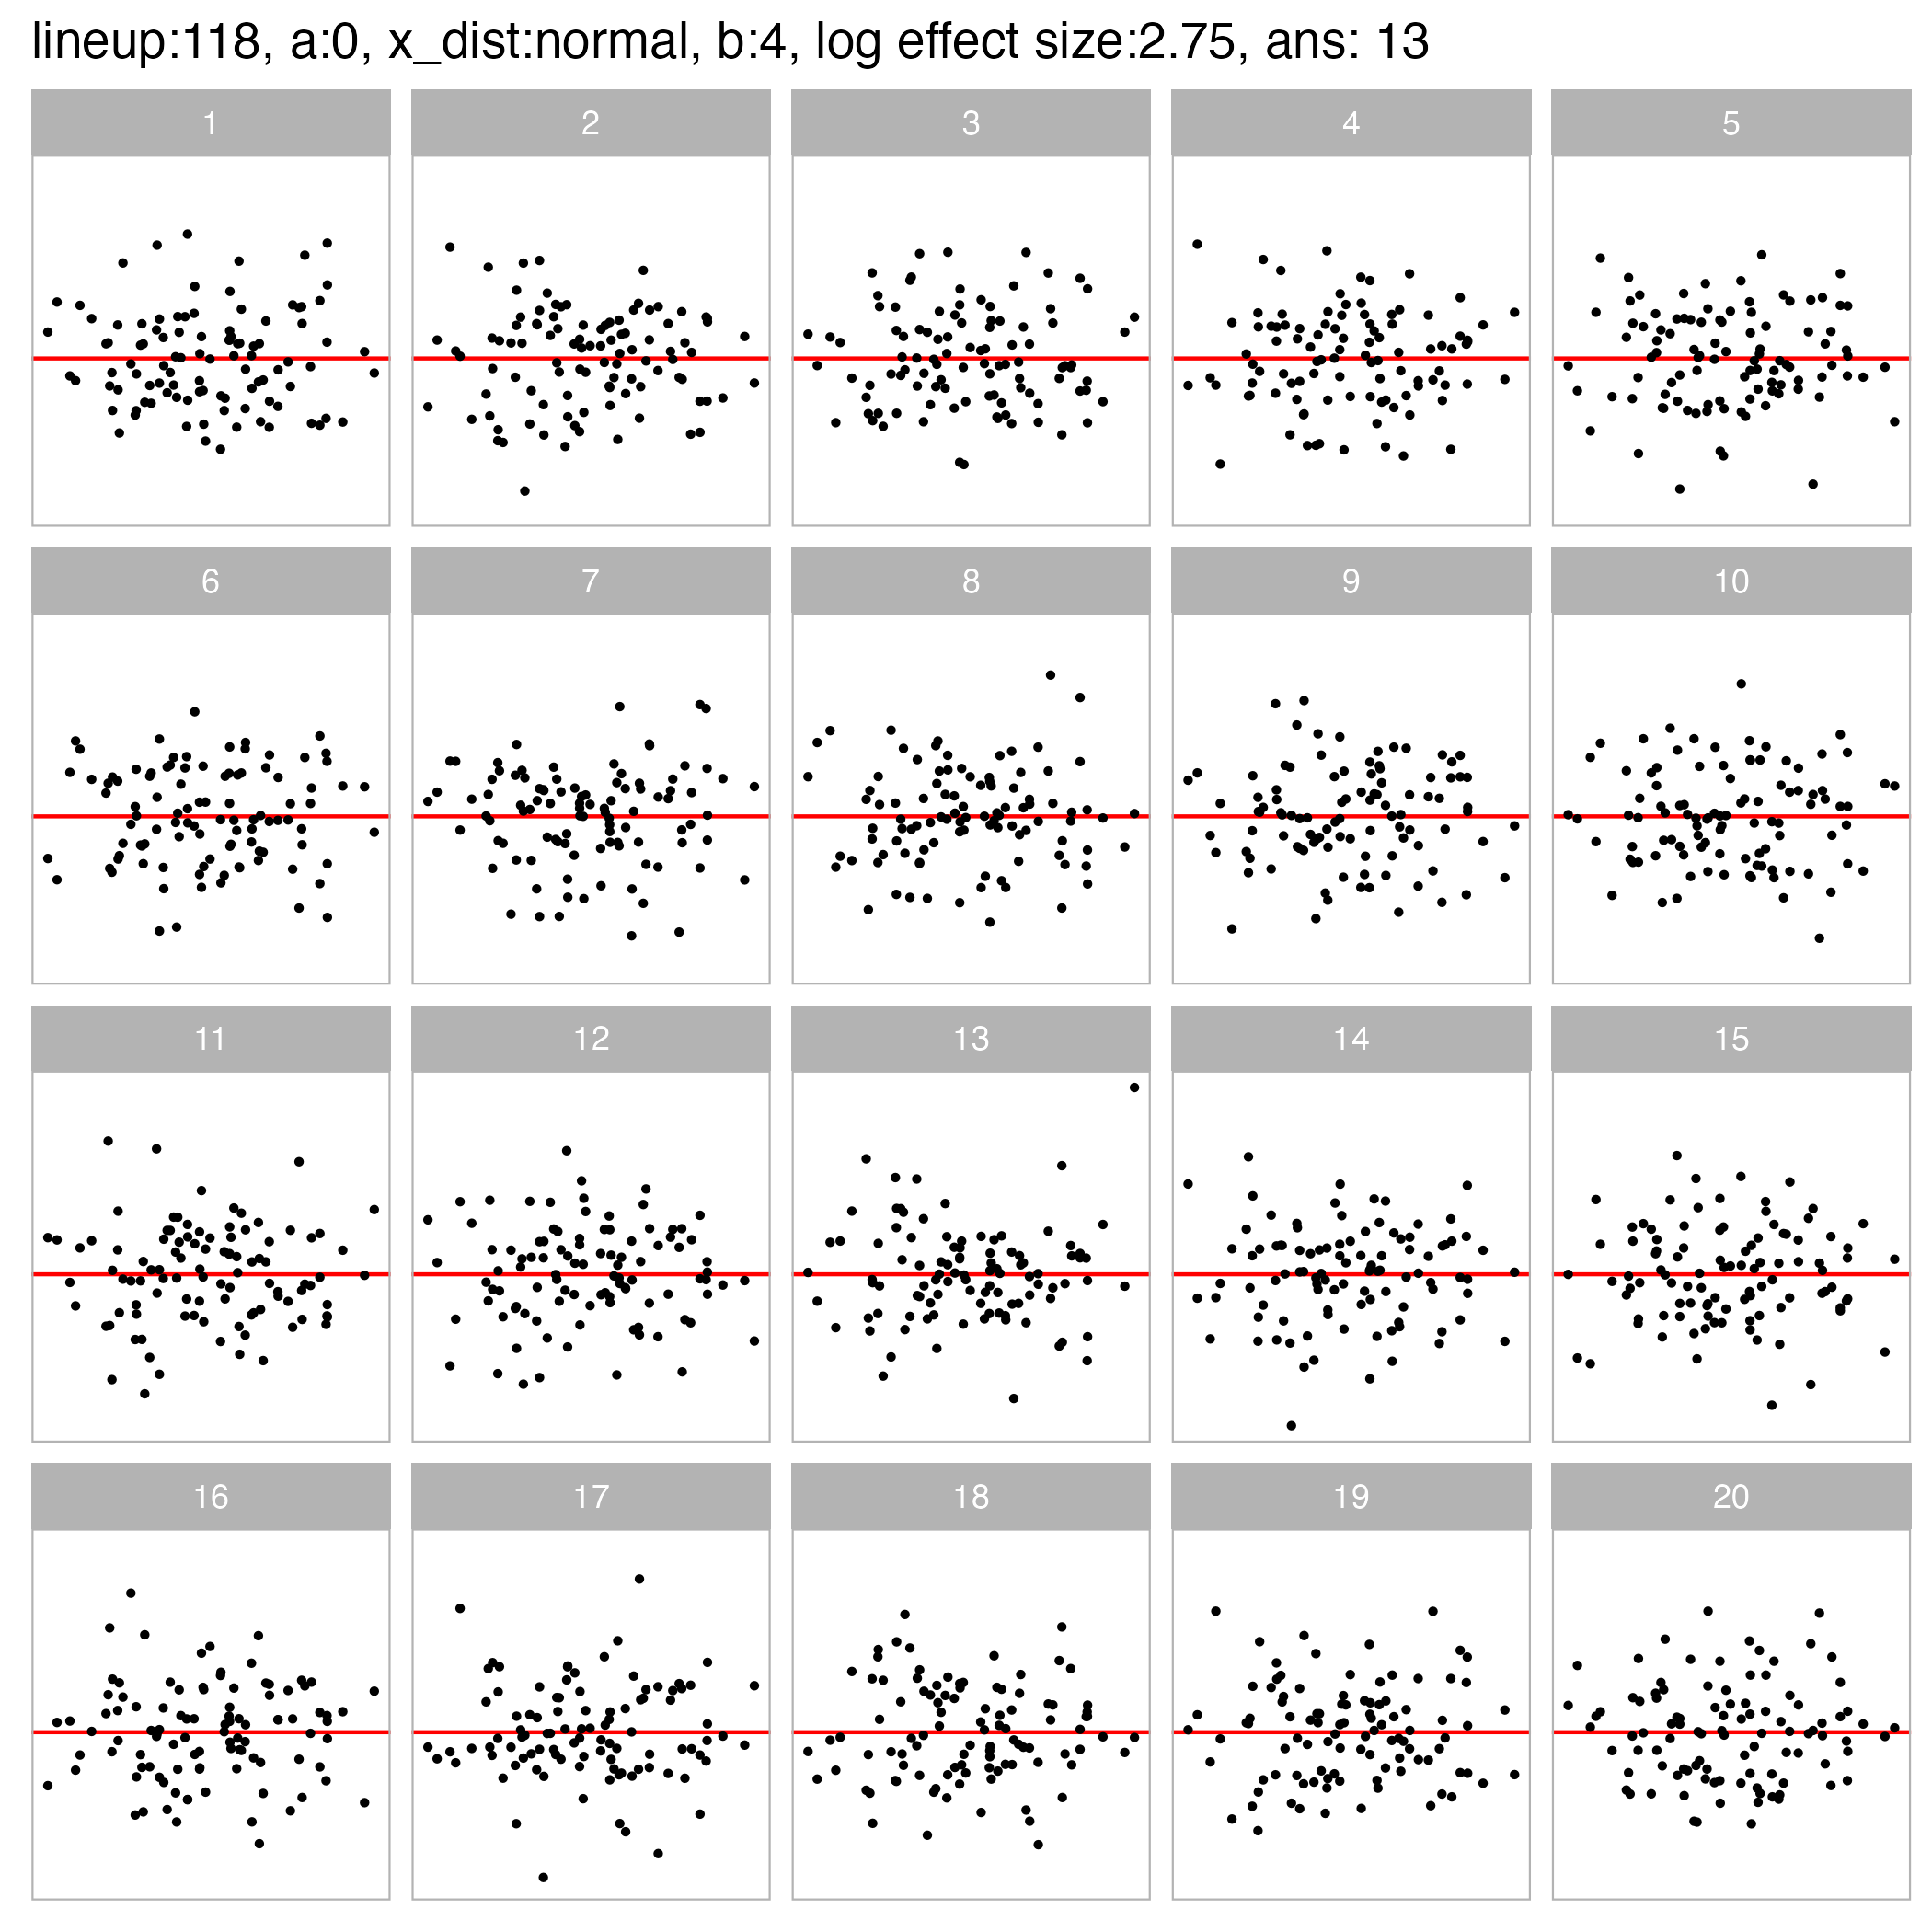 lineup:118, a:0, x_dist:normal, b:4, log effect size:2.75, ans: 13
1 2 3 4 5
6 7 8 9 10
11 12 13 14 15
16 17 18 19 20